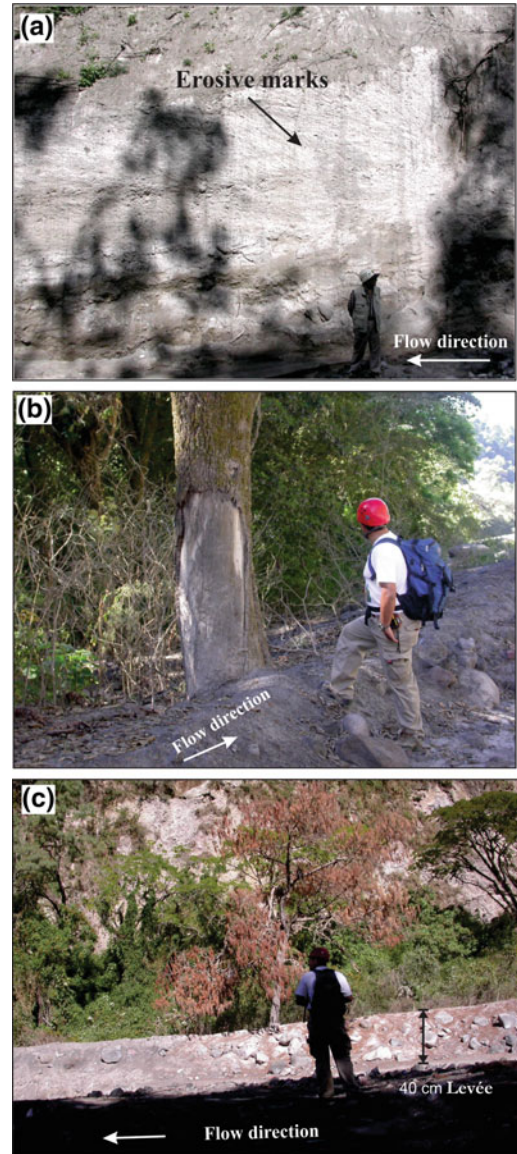 (a)
Erosive marks
Flow direction
(b)
Flow direction
(c)
40 cm Levée
Flow direction